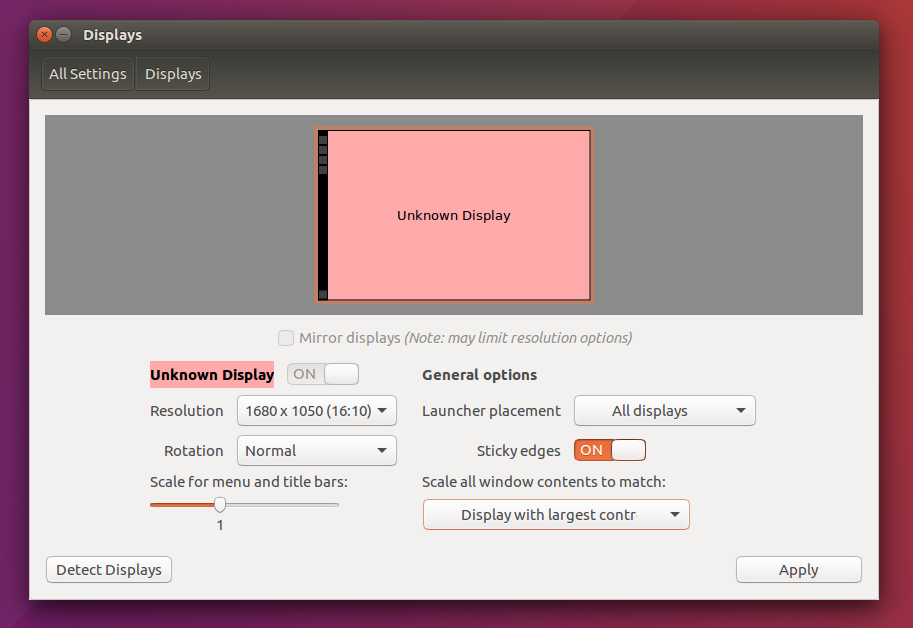 Displays
All Settings Displays
Unknown Display
Mirror displays (Note: may limit resolution options)
Unknown Display ON
General options
Resolution 1680 x 1050 (16:10)
Launcher placement All displays
Rotation Normal
Sticky edges ON
Scale for menu and title bars:
1
Scale all window contents to match:
Display with largest contr
Detect Displays
Apply